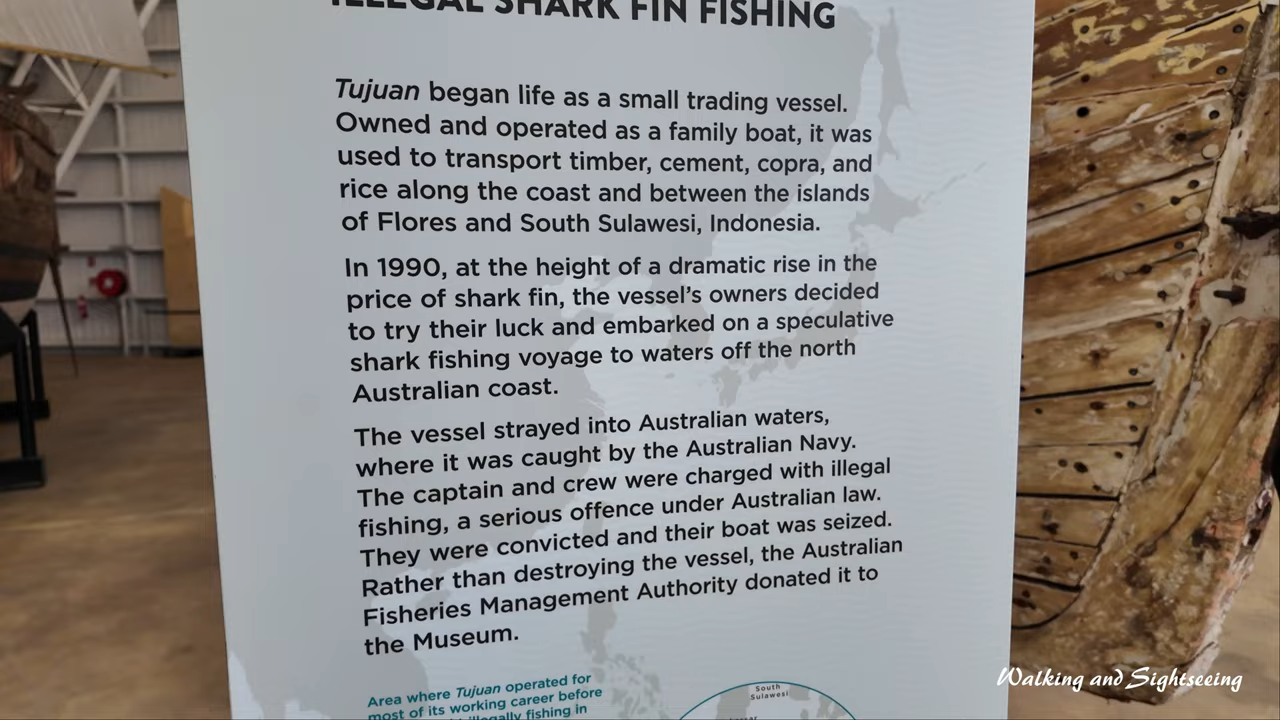 ILLEGAL SHARK FIN FISHING
Tujuan began life as a small trading vessel.
Owned and operated as a family boat, it was
used to transport timber, cement, copra, and
rice along the coast and between the islands
of Flores and South Sulawesi, Indonesia.
In 1990, at the height of a dramatic rise in the
price of shark fin, the vessel's owners decided
to try their luck and embarked on a speculative
shark fishing voyage to waters off the north
Australian coast.
The vessel strayed into Australian waters,
where it was caught by the Australian Navy.
The captain and crew were charged with illegal
fishing, a serious offence under Australian law.
They were convicted and their boat was seized.
Rather than destroying the vessel, the Australian
Fisheries Management Authority donated it to
the Museum.
Area where Tujuan operated for
most of its working career before
illegally fishing in
South
Sulawesi
Walking and Sightseeing